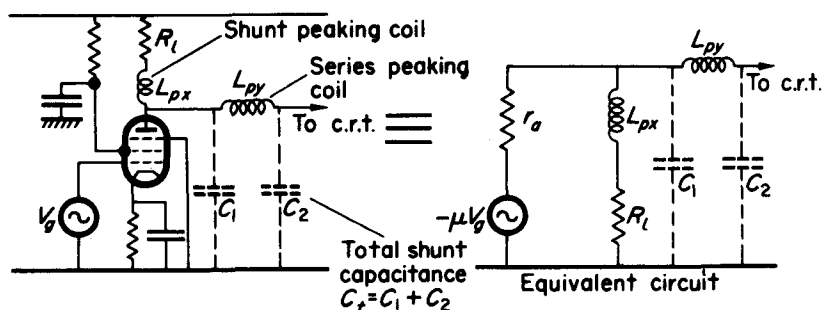 R_l
Shunt peaking coil
L_px
L_py
Series peaking
coil
To c.r.t.
V_g
C_1
C_2
Total shunt
capacitance
C_t=C_1+C_2
L_py
To c.r.t.
r_a
L_px
C_1
C_2
-μV_g
R_l
Equivalent circuit